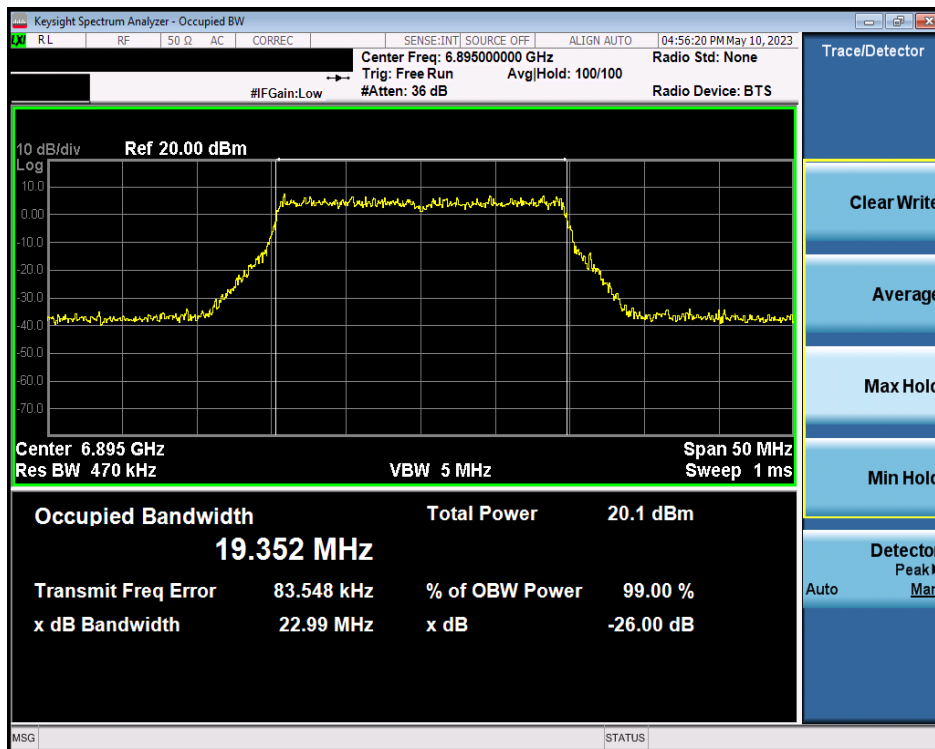 Keysight Spectrum Analyzer - Occupied BW
LXI RL RF 50 Ω AC CORREC SENSE:INT SOURCE OFF ALIGN AUTO 04:56:20 PM May 10, 2023
Center Freq: 6.895000000 GHz Radio Std: None
Trig: Free Run Avg|Hold: 100/100
#IFGain:Low #Atten: 36 dB Radio Device: BTS
10 dB/div Ref 20.00 dBm
Log
10.0
0.00
-10.0
-20.0
-30.0
-40.0
-50.0
-60.0
-70.0
Center 6.895 GHz Span 50 MHz
Res BW 470 kHz VBW 5 MHz Sweep 1 ms
Occupied Bandwidth Total Power 20.1 dBm
19.352 MHz
Transmit Freq Error 83.548 kHz % of OBW Power 99.00 %
x dB Bandwidth 22.99 MHz x dB -26.00 dB
MSG STATUS
Trace/Detector
Clear Write
Average
Max Hold
Min Hold
Detector
Peak
Auto Man